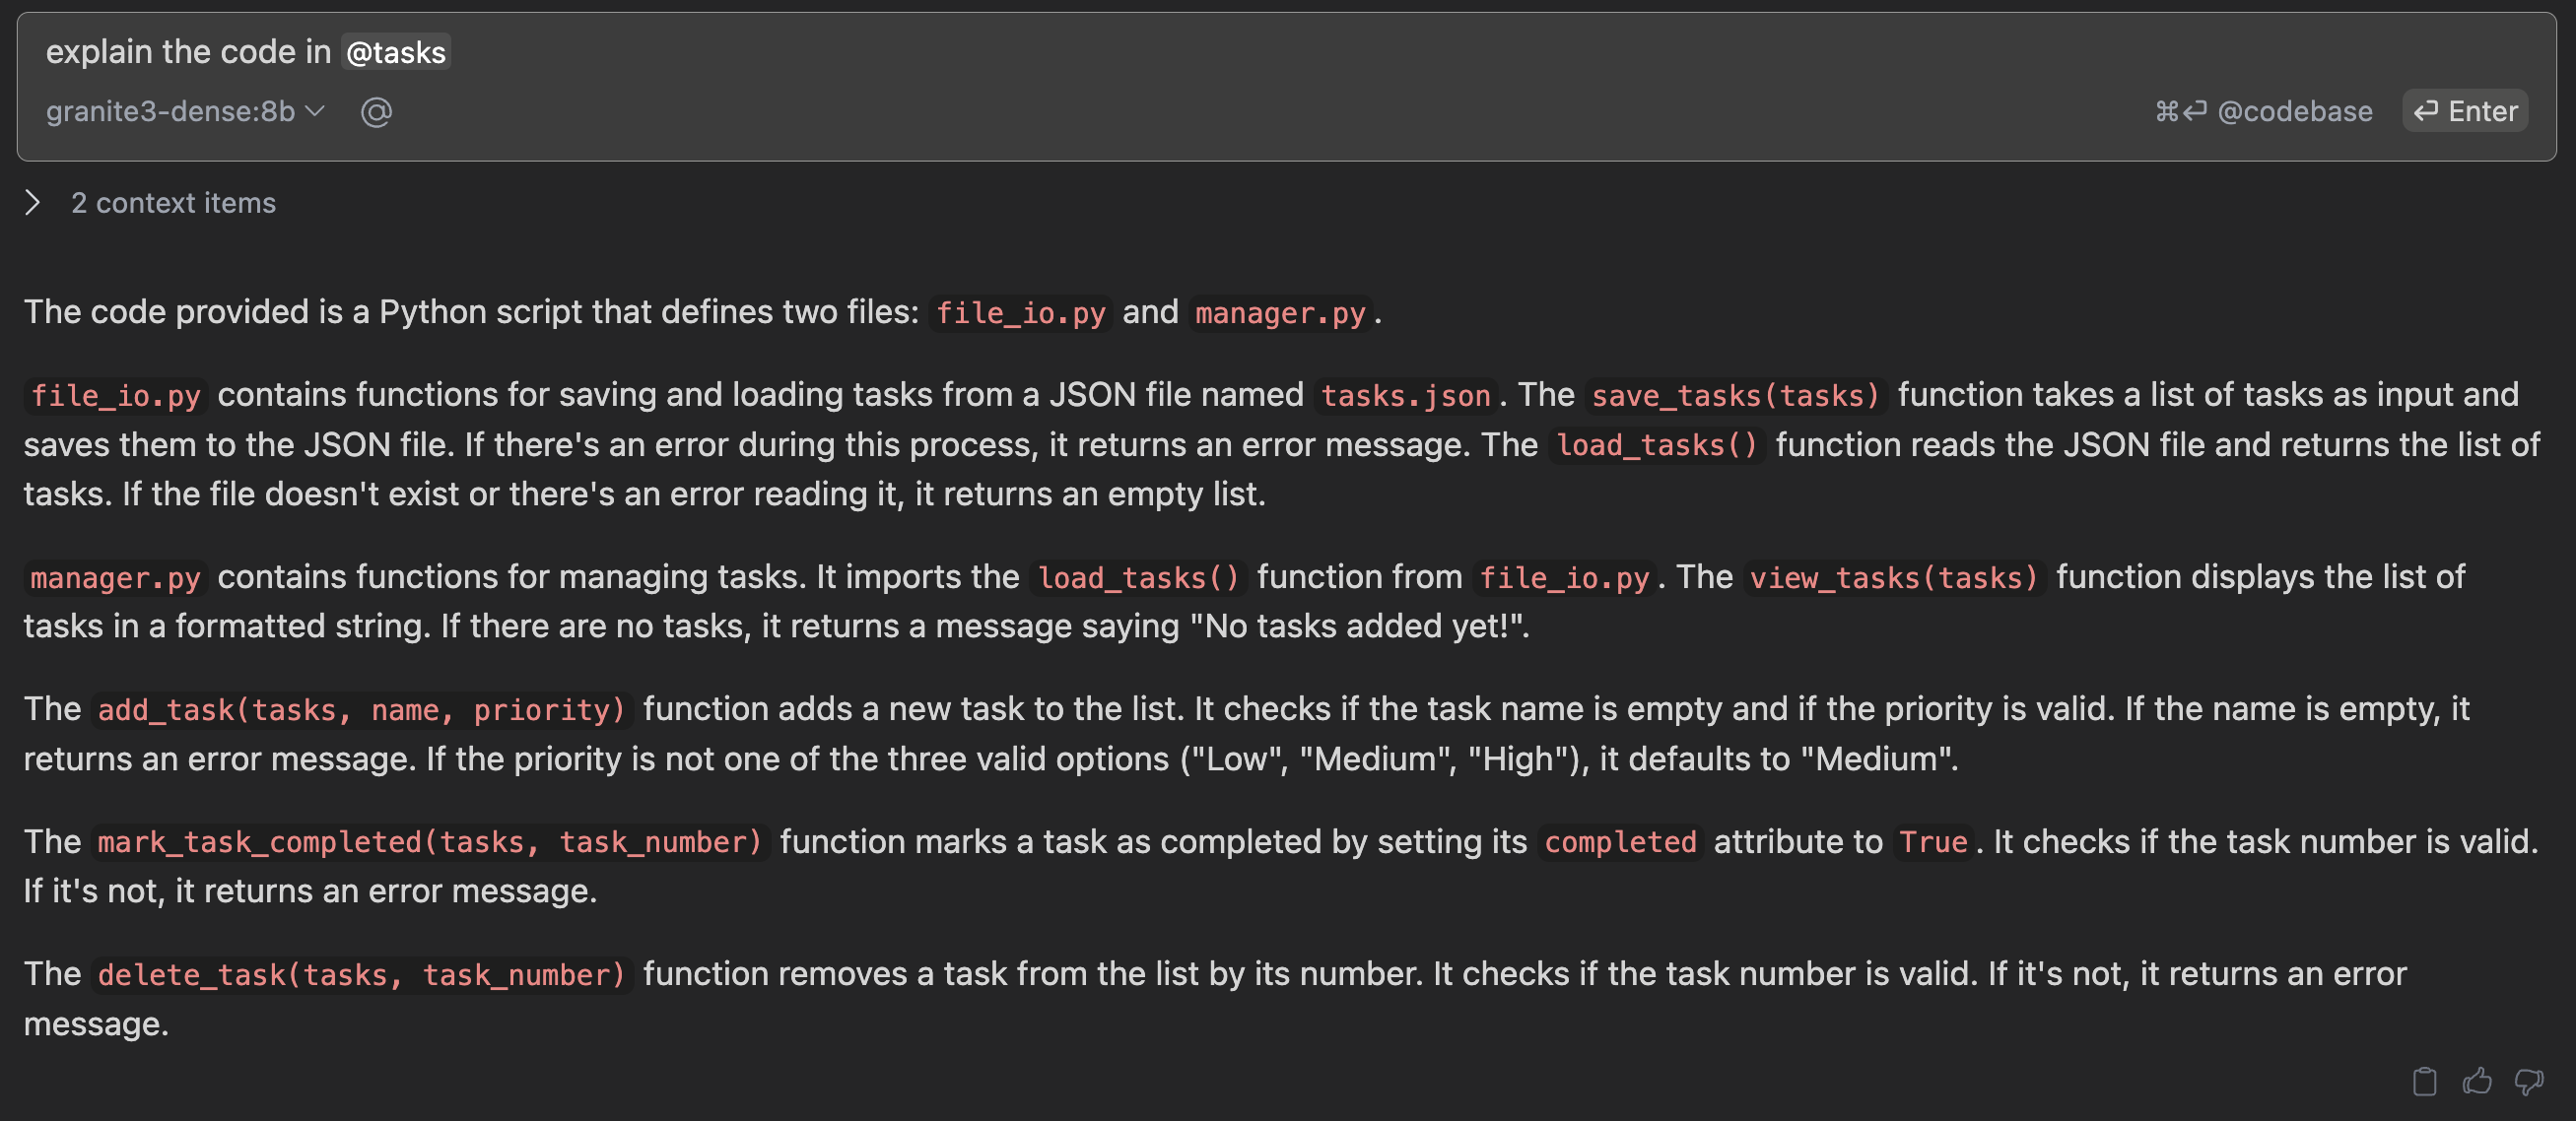 explain the code in @tasks
granite3-dense:8b @ ⌘⏎ @codebase ⏎ Enter
2 context items
The code provided is a Python script that defines two files: file_io.py and manager.py.
file_io.py contains functions for saving and loading tasks from a JSON file named tasks.json. The save_tasks(tasks) function takes a list of tasks as input and
saves them to the JSON file. If there's an error during this process, it returns an error message. The load_tasks() function reads the JSON file and returns the list of
tasks. If the file doesn't exist or there's an error reading it, it returns an empty list.
manager.py contains functions for managing tasks. It imports the load_tasks() function from file_io.py. The view_tasks(tasks) function displays the list of
tasks in a formatted string. If there are no tasks, it returns a message saying "No tasks added yet!".
The add_task(tasks, name, priority) function adds a new task to the list. It checks if the task name is empty and if the priority is valid. If the name is empty, it
returns an error message. If the priority is not one of the three valid options ("Low", "Medium", "High"), it defaults to "Medium".
The mark_task_completed(tasks, task_number) function marks a task as completed by setting its completed attribute to True. It checks if the task number is valid.
If it's not, it returns an error message.
The delete_task(tasks, task_number) function removes a task from the list by its number. It checks if the task number is valid. If it's not, it returns an error
message.